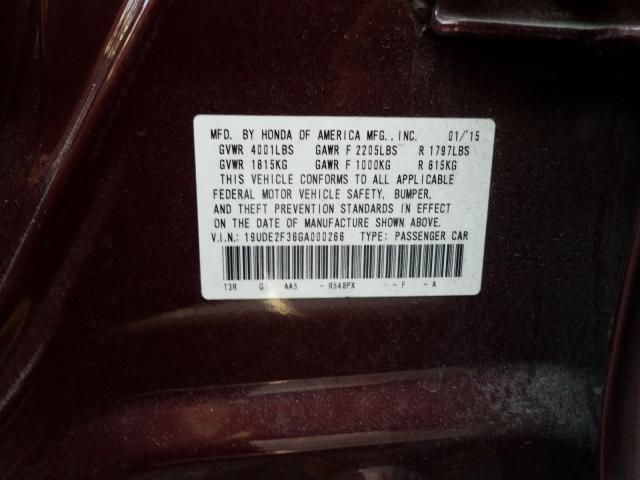 MFD. BY HONDA OF AMERICA MFG., INC. 01/'15
GVWR 4001LBS GAWR F 2205LBS R 1797LBS
GVWR 1815KG GAWR F 1000KG R 815KG
THIS VEHICLE CONFORMS TO ALL APPLICABLE
FEDERAL MOTOR VEHICLE SAFETY, BUMPER,
AND THEFT PREVENTION STANDARDS IN EFFECT
ON THE DATE OF MANUFACTURE SHOWN ABOVE.
V.I.N.: 19UDE2F36GA000266 TYPE: PASSENGER CAR
T3R G AA5 - R548PX - F - A